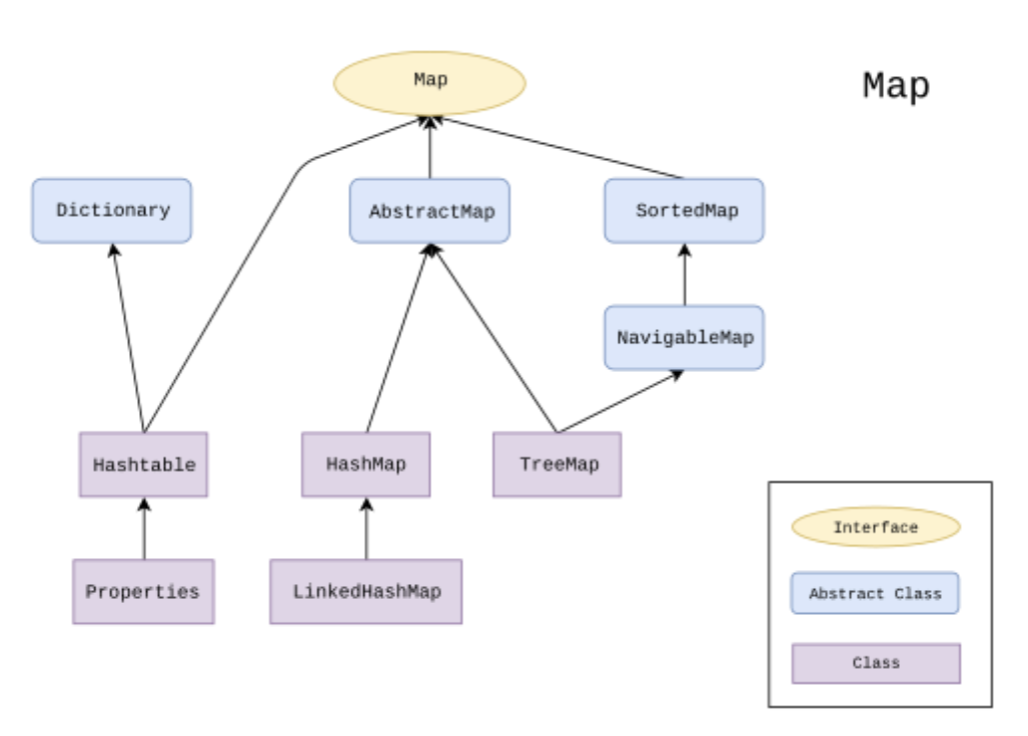 Map
Map
Dictionary
AbstractMap
SortedMap
NavigableMap
Hashtable
HashMap
TreeMap
Properties
LinkedHashMap
Interface
Abstract Class
Class